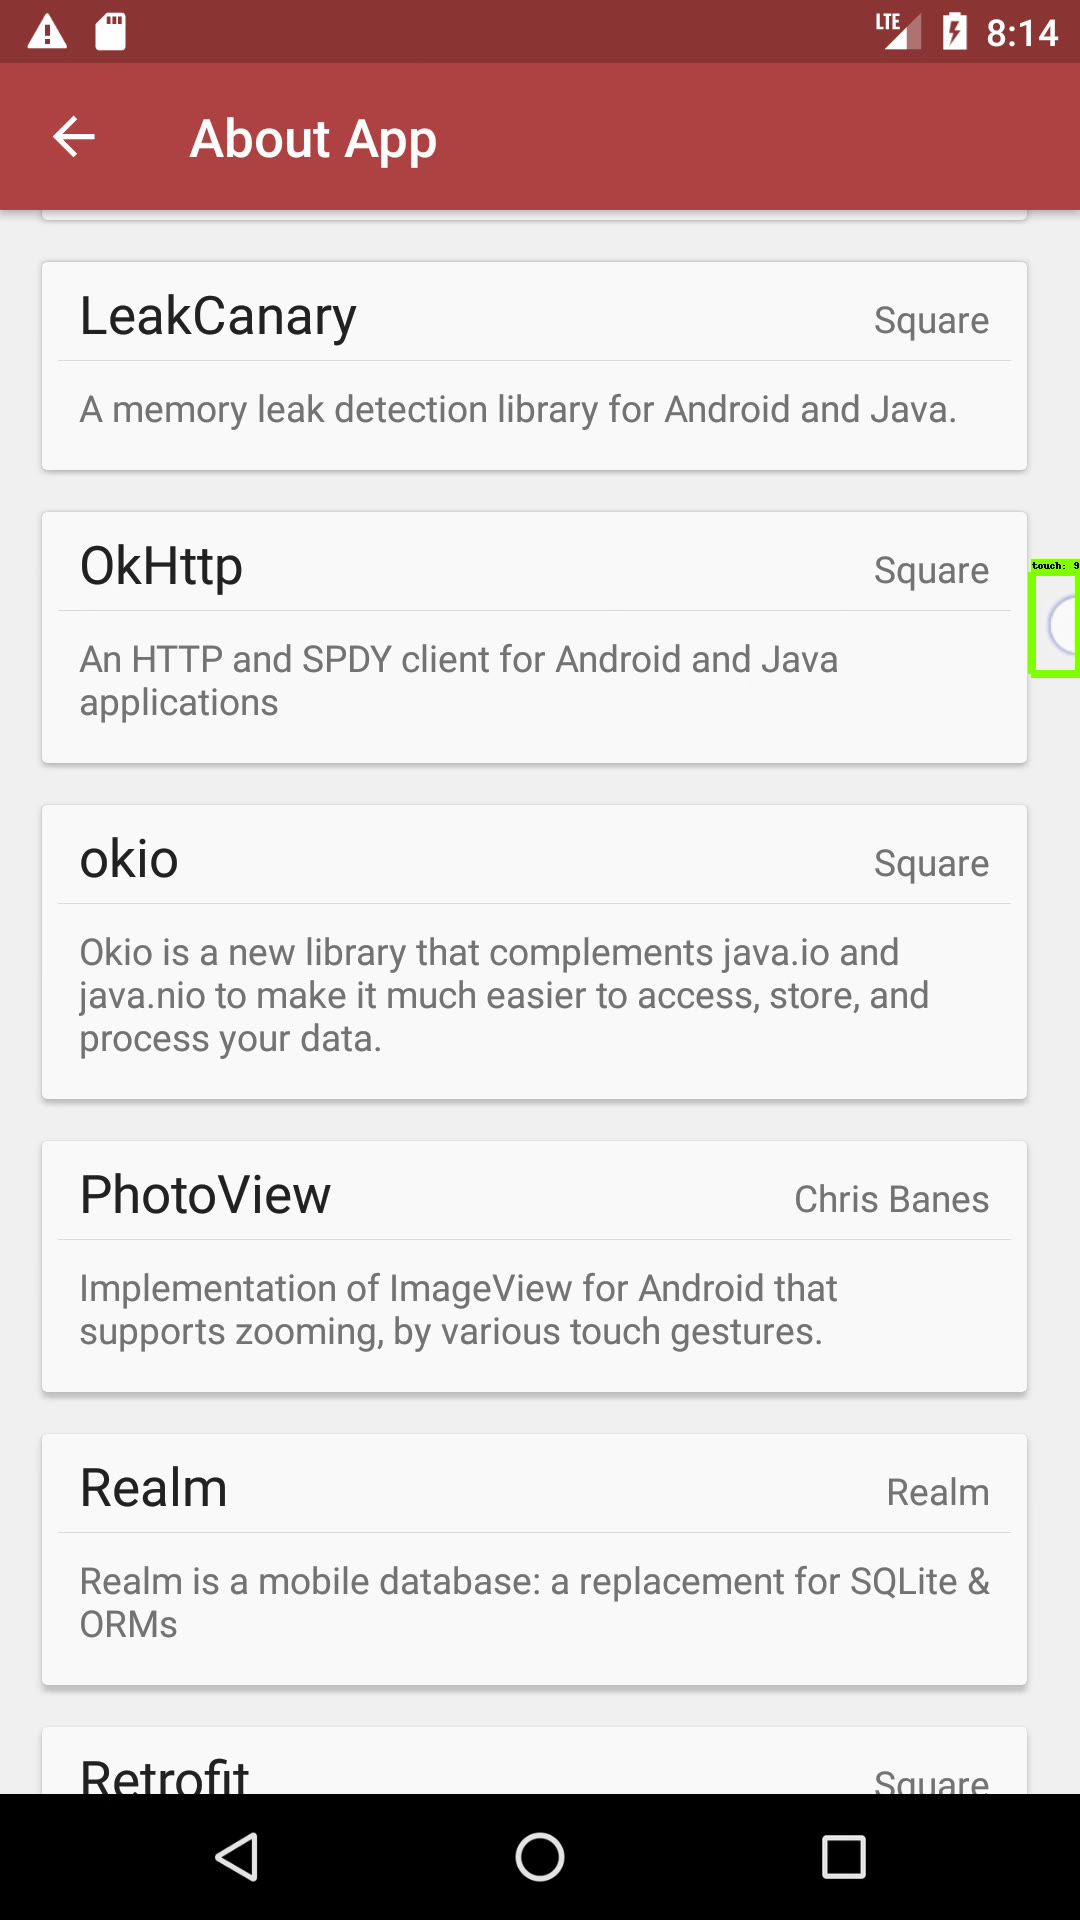 LTE 8:14
About App
LeakCanary Square
A memory leak detection library for Android and Java.
OkHttp Square
touch: 9
An HTTP and SPDY client for Android and Java
applications
okio Square
Okio is a new library that complements java.io and
java.nio to make it much easier to access, store, and
process your data.
PhotoView Chris Banes
Implementation of ImageView for Android that
supports zooming, by various touch gestures.
Realm Realm
Realm is a mobile database: a replacement for SQLite &
ORMs
Retrofit Square